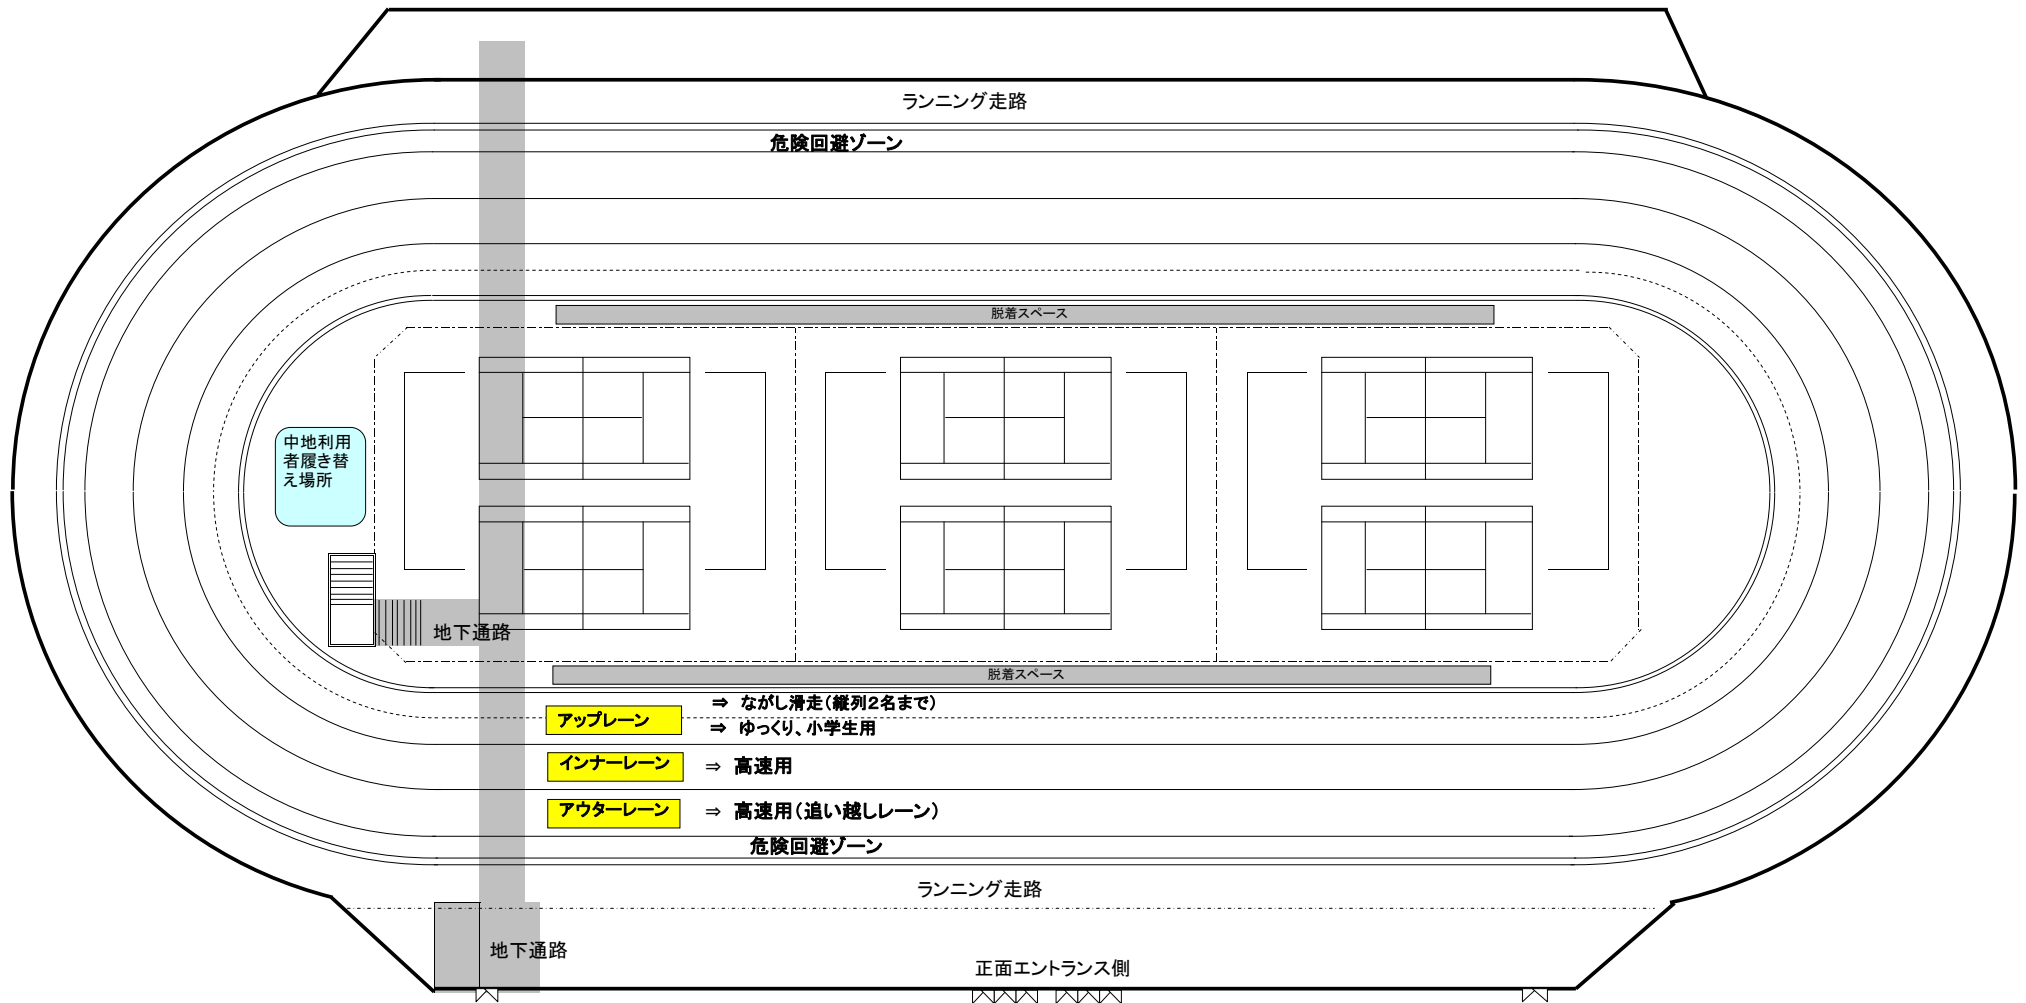 ランニング走路
危険回避ゾーン
脱着スペース
中地利用
者履き替
え場所
地下通路
脱着スペース
アップレーン
⇒ ながし滑走(縦列2名まで)
⇒ ゆっくり、小学生用
インナーレーン ⇒ 高速用
アウターレーン ⇒ 高速用(追い越しレーン)
危険回避ゾーン
ランニング走路
地下通路
正面エントランス側